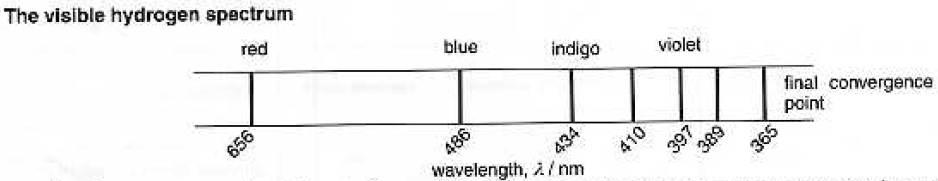 The visible hydrogen spectrum
red blue indigo violet
final convergence
point
656 486 434 410 397 389 365
wavelength, λ / nm